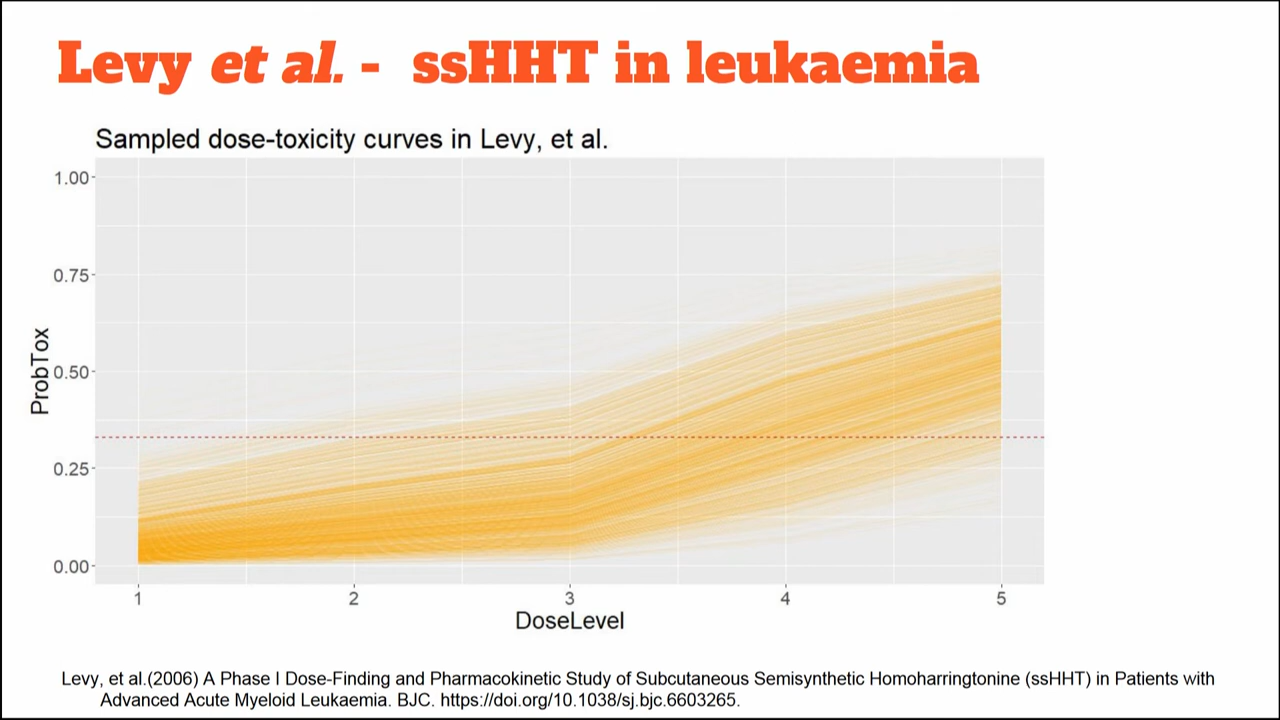 Levy et al. - ssHHT in leukaemia
Sampled dose-toxicity curves in Levy, et al.
1.00
0.75
0.50
0.25
0.00
ProbTox
1 2 3 4 5
DoseLevel
Levy, et al.(2006) A Phase I Dose-Finding and Pharmacokinetic Study of Subcutaneous Semisynthetic Homoharringtonine (ssHHT) in Patients with
Advanced Acute Myeloid Leukaemia. BJC. https://doi.org/10.1038/sj.bjc.6603265.